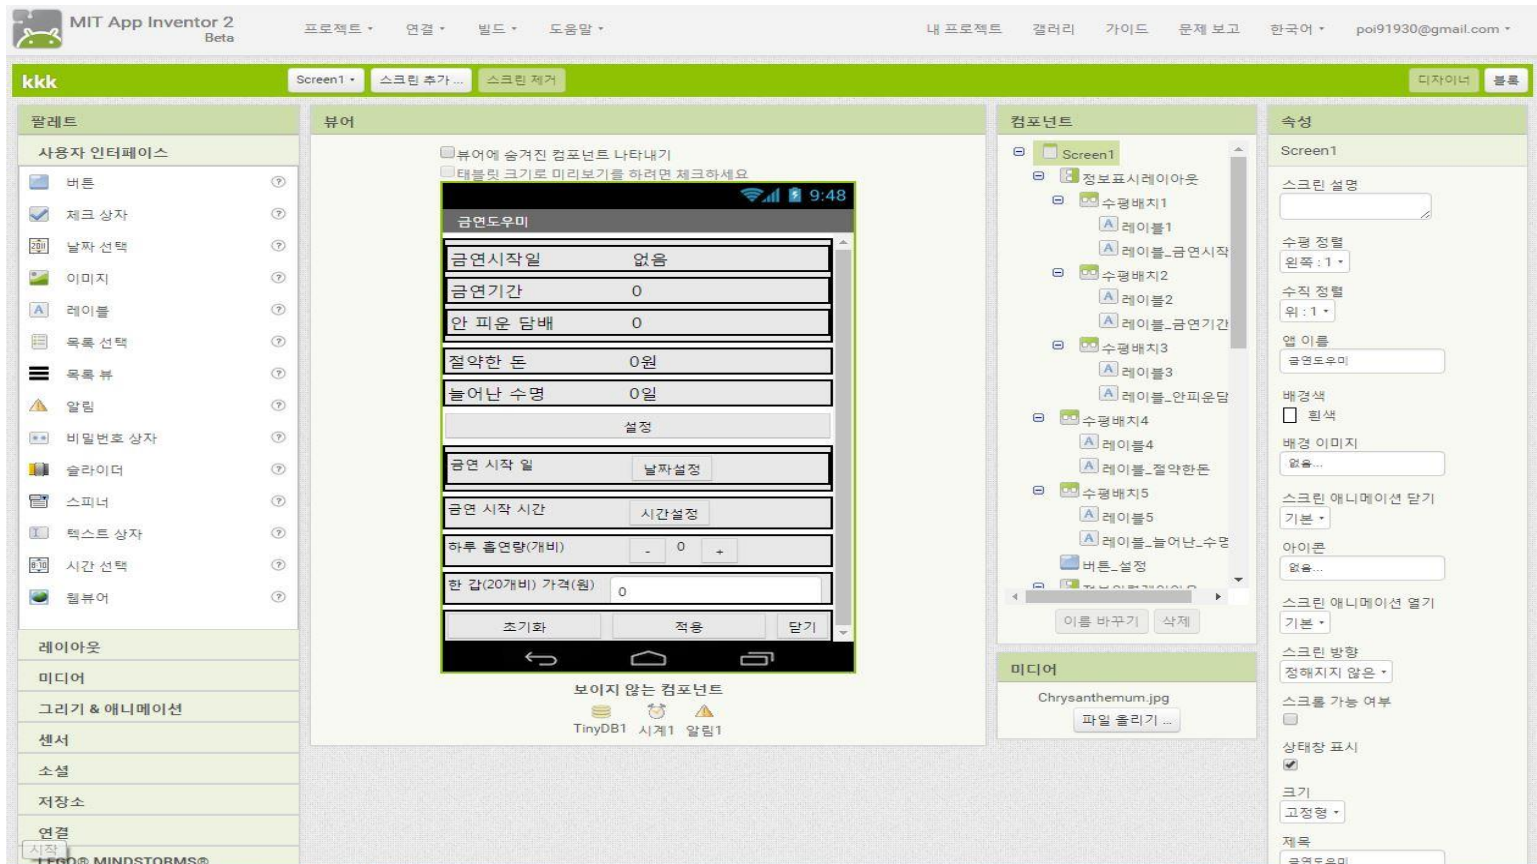 MIT App Inventor 2
Beta
프로젝트 연결 빌드 도움말 내 프로젝트 갤러리 가이드 문제 보고 한국어 poi91930@gmail.com
kkk Screen1 스크린 추가 ... 스크린 제거 디자이너 블록
팔레트
사용자 인터페이스
버튼
체크 상자
날짜 선택
이미지
레이블
목록 선택
목록 뷰
알림
비밀번호 상자
슬라이더
스피너
텍스트 상자
시간 선택
웹뷰어
레이아웃
미디어
그리기 & 애니메이션
센서
소셜
저장소
연결
시작
LEGO® MINDSTORMS®
뷰어
뷰어에 숨겨진 컴포넌트 나타내기
태블릿 크기로 미리보기를 하려면 체크하세요
9:48
금연도우미
금연시작일 없음
금연기간 0
안 피운 담배 0
절약한 돈 0원
늘어난 수명 0일
설정
금연 시작 일 날짜설정
금연 시작 시간 시간설정
하루 흡연량(개비) - 0 +
한 갑(20개비) 가격(원) 0
초기화 적용 닫기
보이지 않는 컴포넌트
TinyDB1 시계1 알림1
컴포넌트
Screen1
정보표시레이아웃
수평배치1
레이블1
레이블_금연시작
수평배치2
레이블2
레이블_금연기간
수평배치3
레이블3
레이블_안피운담
수평배치4
레이블4
레이블_절약한돈
수평배치5
레이블5
레이블_늘어난_수명
버튼_설정
이름 바꾸기 삭제
미디어
Chrysanthemum.jpg
파일 올리기 ...
속성
Screen1
스크린 설명
수평 정렬
왼쪽 : 1
수직 정렬
위 : 1
앱 이름
금연도우미
배경색
흰색
배경 이미지
없음...
스크린 애니메이션 닫기
기본
아이콘
없음...
스크린 애니메이션 열기
기본
스크린 방향
정해지지 않은
스크롤 가능 여부
상태창 표시
크기
고정형
제목
금연도우미